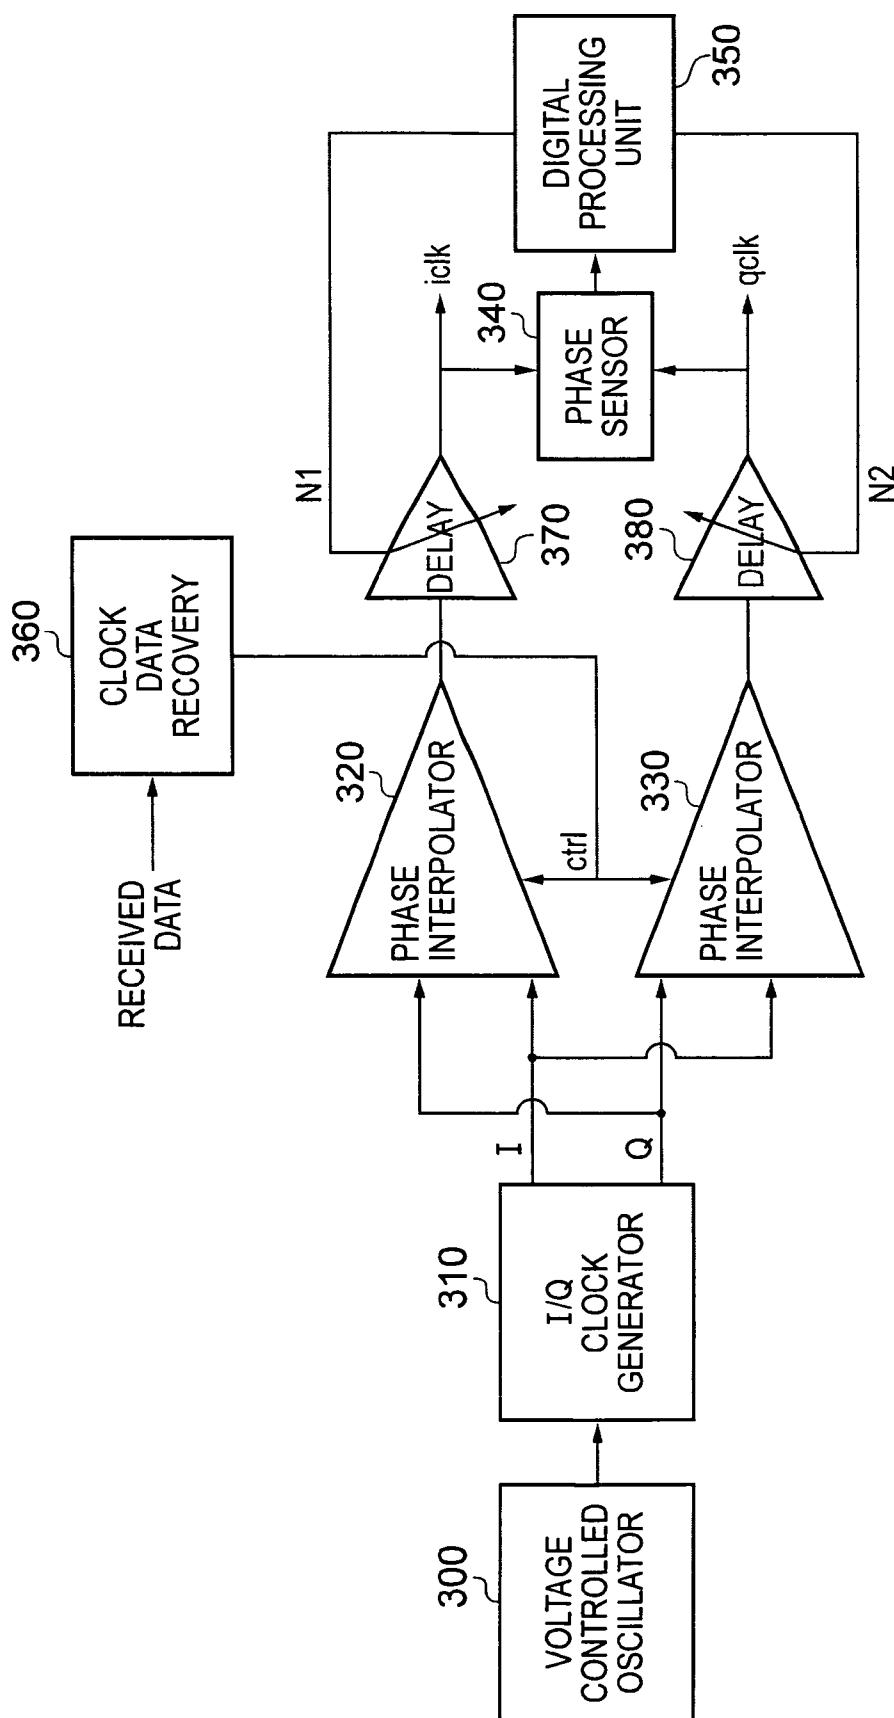 300
VOLTAGE
CONTROLLED
OSCILLATOR
310
I/Q
CLOCK
GENERATOR
I
Q
RECEIVED
DATA
360
CLOCK
DATA
RECOVERY
320
PHASE
INTERPOLATOR
ctrl
330
PHASE
INTERPOLATOR
N1
DELAY
370
380
DELAY
N2
340
PHASE
SENSOR
iclk
qclk
DIGITAL
PROCESSING
UNIT
350